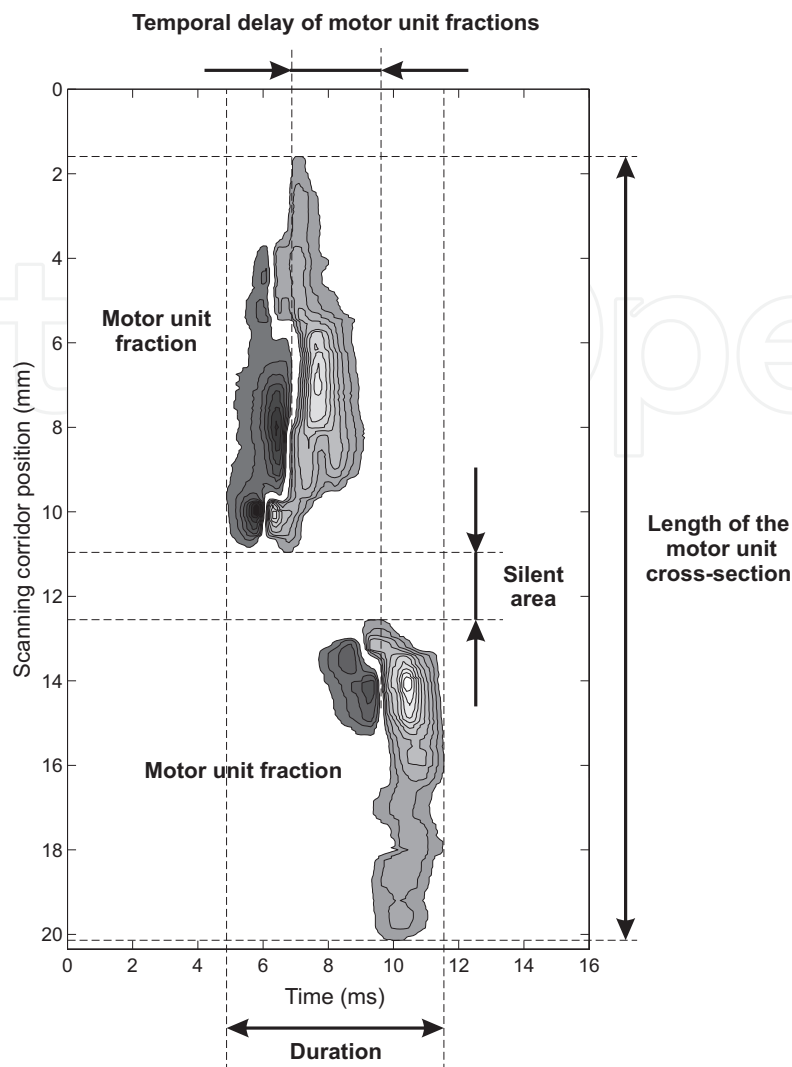 Temporal delay of motor unit fractions
0
2
4
6
8
10
12
14
16
18
20
Scanning corridor position (mm)
Motor unit
fraction
Silent
area
Length of the
motor unit
cross-section
Motor unit fraction
0 2 4 6 8 10 12 14 16
Time (ms)
Duration